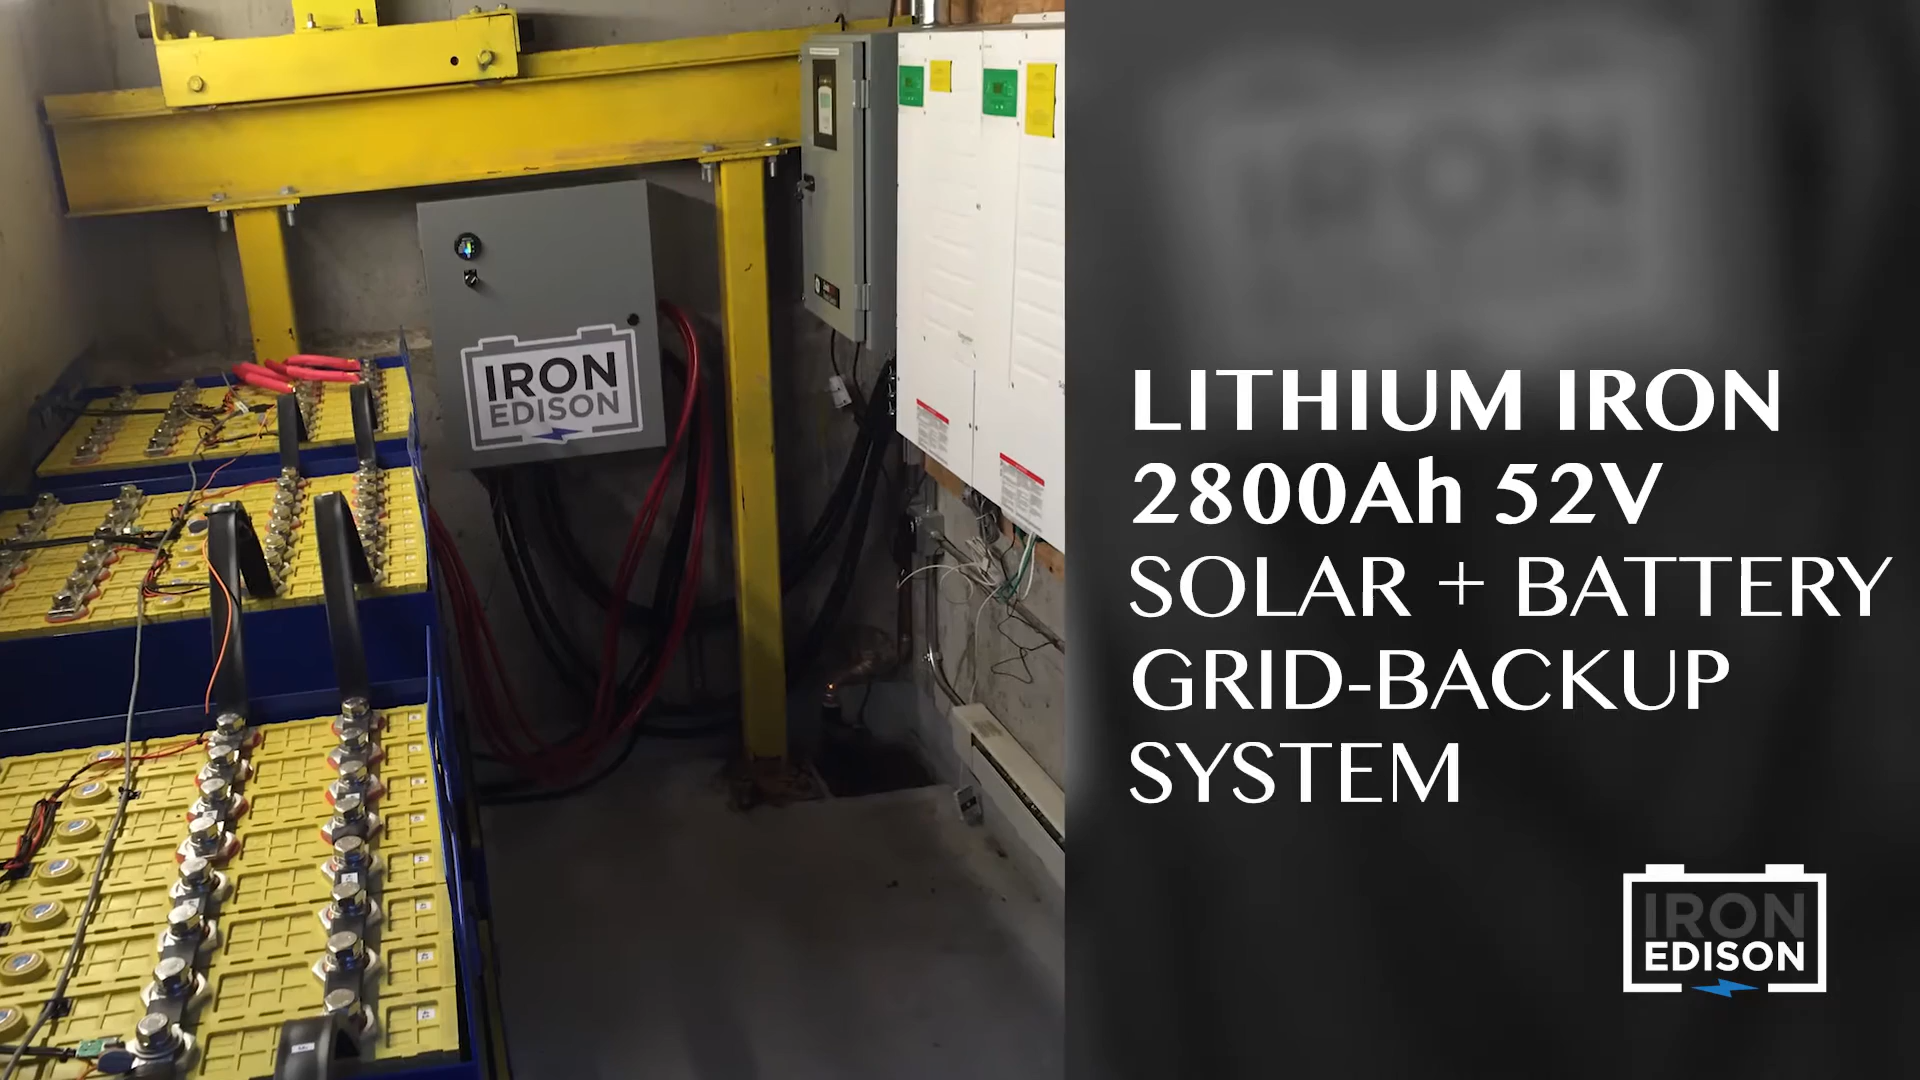 IRON
EDISON
LITHIUM IRON
2800Ah 52V
SOLAR + BATTERY
GRID-BACKUP
SYSTEM
IRON
EDISON